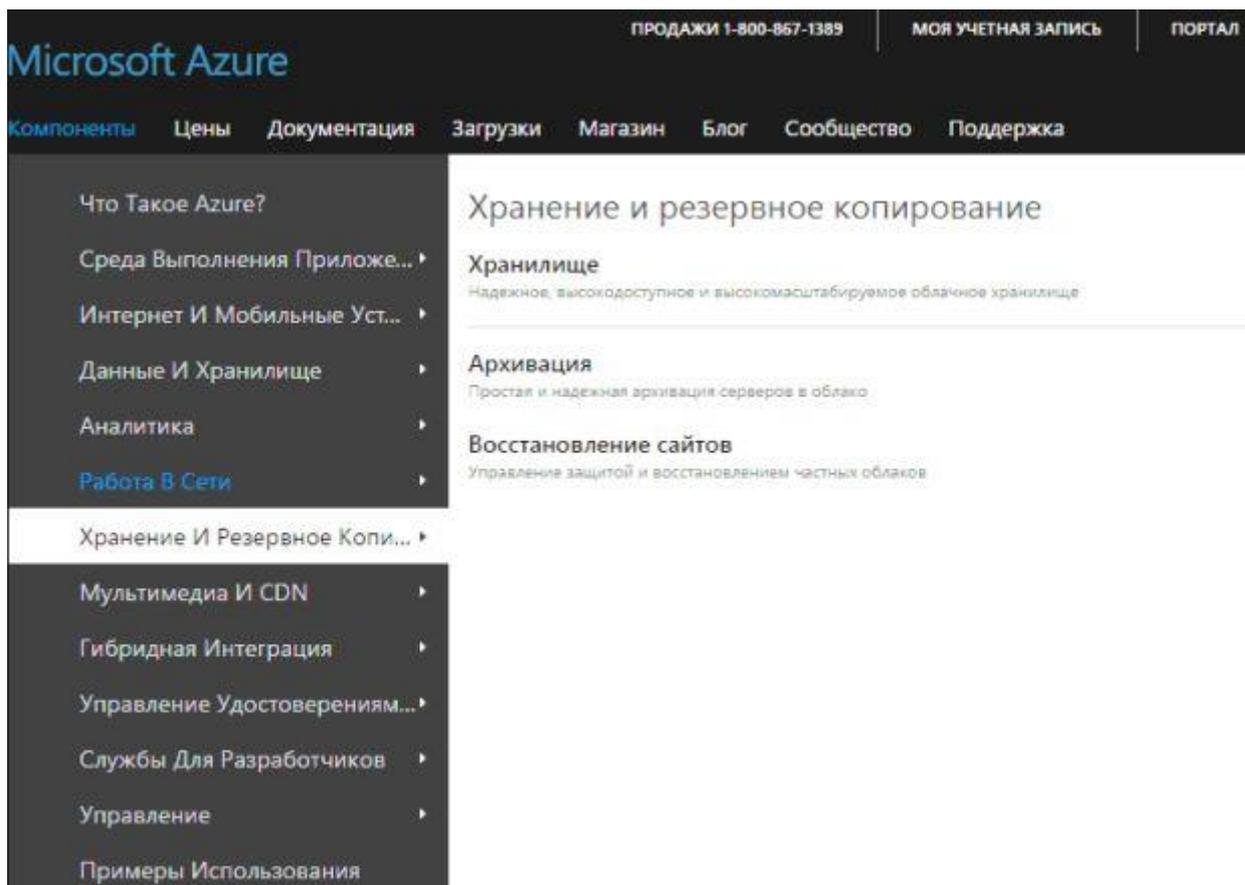 ПРОДАЖИ 1-800-867-1389
МОЯ УЧЕТНАЯ ЗАПИСЬ
ПОРТАЛ
Microsoft Azure
Компоненты
Цены
Документация
Загрузки
Магазин
Блог
Сообщество
Поддержка
Что Такое Azure?
Среда Выполнения Приложе...
Интернет И Мобильные Уст...
Данные И Хранилище
Аналитика
Работа В Сети
Хранение И Резервное Копи...
Мультимедиа И CDN
Гибридная Интеграция
Управление Удостоверениям...
Службы Для Разработчиков
Управление
Примеры Использования
Хранение и резервное копирование
Хранилище
Надежное, высокодоступное и высокомасштабируемое облачное хранилище
Архивация
Простая и надежная архивация серверов в облако
Восстановление сайтов
Управление защитой и восстановлением частных облаков